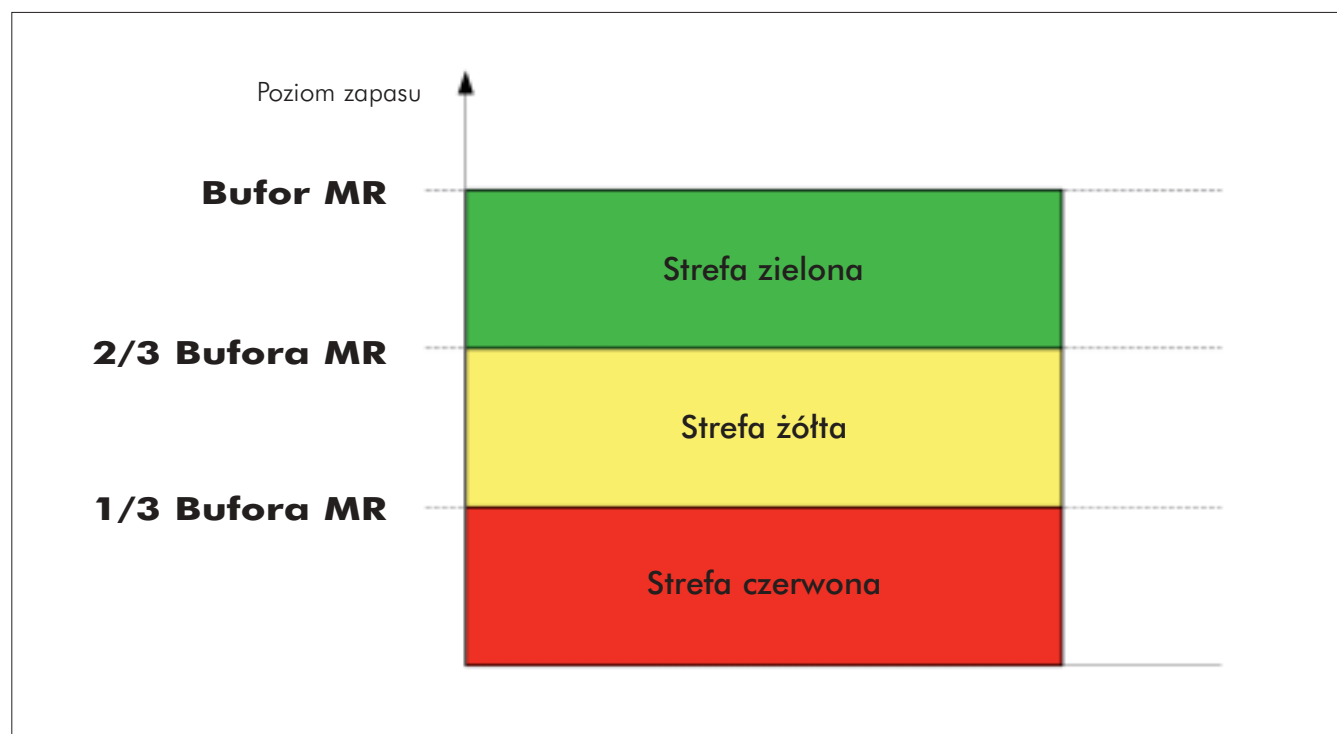 Poziom zapasu
Bufor MR
Strefa zielona
2/3 Bufora MR
Strefa żółta
1/3 Bufora MR
Strefa czerwona